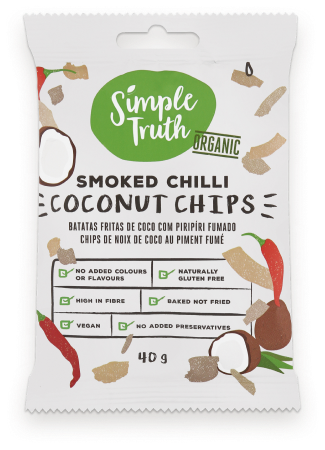 Simple
Truth
ORGANIC
SMOKED CHILLI
COCONUT CHIPS
BATATAS FRITAS DE COCO COM PIRIPÍRI FUMADO
CHIPS DE NOIX DE COCO AU PIMENT FUMÉ
NO ADDED COLOURS
OR FLAVOURS
NATURALLY
GLUTEN FREE
HIGH IN FIBRE
BAKED NOT FRIED
VEGAN
NO ADDED PRESERVATIVES
40 g